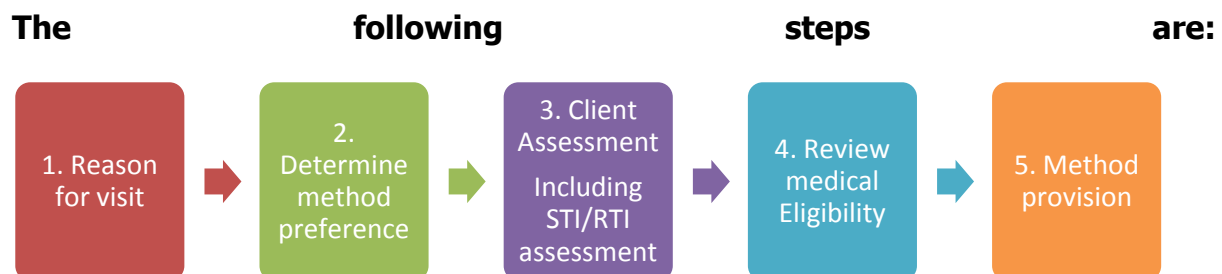 The following steps are:
1. Reason
for visit
2.
Determine
method
preference
3. Client
Assessment
Including
STI/RTI
assessment
4. Review
medical
Eligibility
5. Method
provision